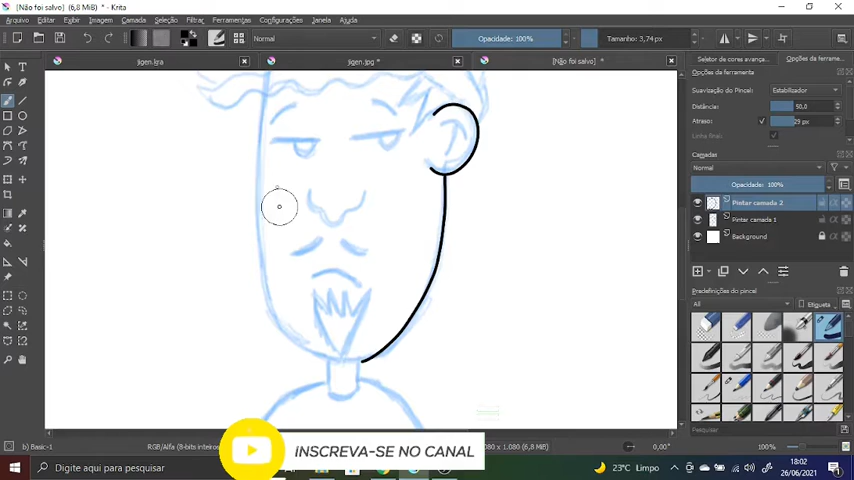 [Não foi salvo] (6,8 MiB) * - Krita
Arquivo Editar Exibir Imagem Camada Seleção Filtrar Ferramentas Configurações Janela Ajuda
Normal
Opacidade: 100%
Tamanho: 3,74 px
jigen.kra
jigen.jpg *
[Não foi salvo] *
Seletor de cores avança...
Opções da ferramenta
Opções da ferramenta
Suavização do Pincel:
Estabilizador
Distância:
50.0
Atraso:
29 px
Linha final:
Camadas
Normal
Opacidade: 100%
Pintar camada 2
Pintar camada 1
Background
Predefinições do pincel
All
Etiqueta
Pesquisar
b) Basic-1
RGB/Alfa (8-bits inteiros
1.080 (6,8 MiB)
0,00°
100%
INSCREVA-SE NO CANAL
Digite aqui para pesquisar
23°C Limpo
18:02
26/06/2021